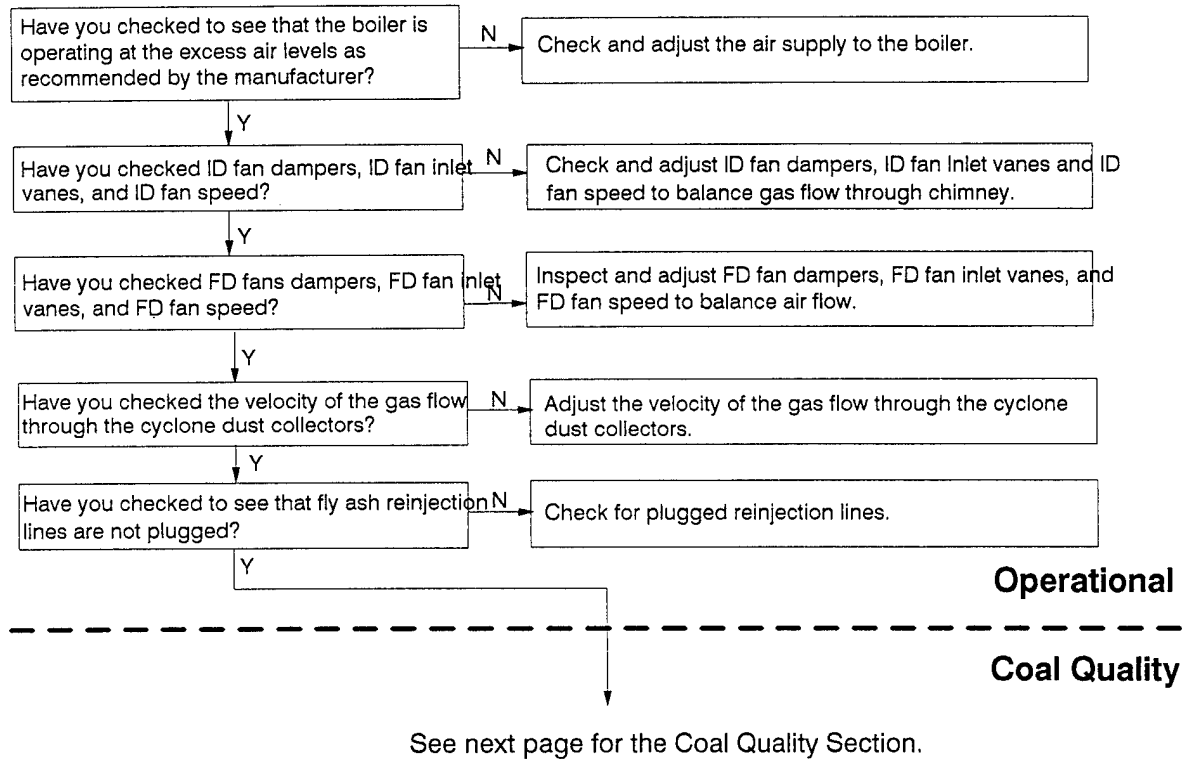 Have you checked to see that the boiler is
operating at the excess air levels as
recommended by the manufacturer?
N
Check and adjust the air supply to the boiler.
Y
Have you checked ID fan dampers, ID fan inlet
vanes, and ID fan speed?
N
Check and adjust ID fan dampers, ID fan Inlet vanes and ID
fan speed to balance gas flow through chimney.
Y
Have you checked FD fans dampers, FD fan inlet
vanes, and FD fan speed?
N
Inspect and adjust FD fan dampers, FD fan inlet vanes, and
FD fan speed to balance air flow.
Y
Have you checked the velocity of the gas flow
through the cyclone dust collectors?
N
Adjust the velocity of the gas flow through the cyclone
dust collectors.
Y
Have you checked to see that fly ash reinjection
lines are not plugged?
N
Check for plugged reinjection lines.
Y
Operational
Coal Quality
See next page for the Coal Quality Section.